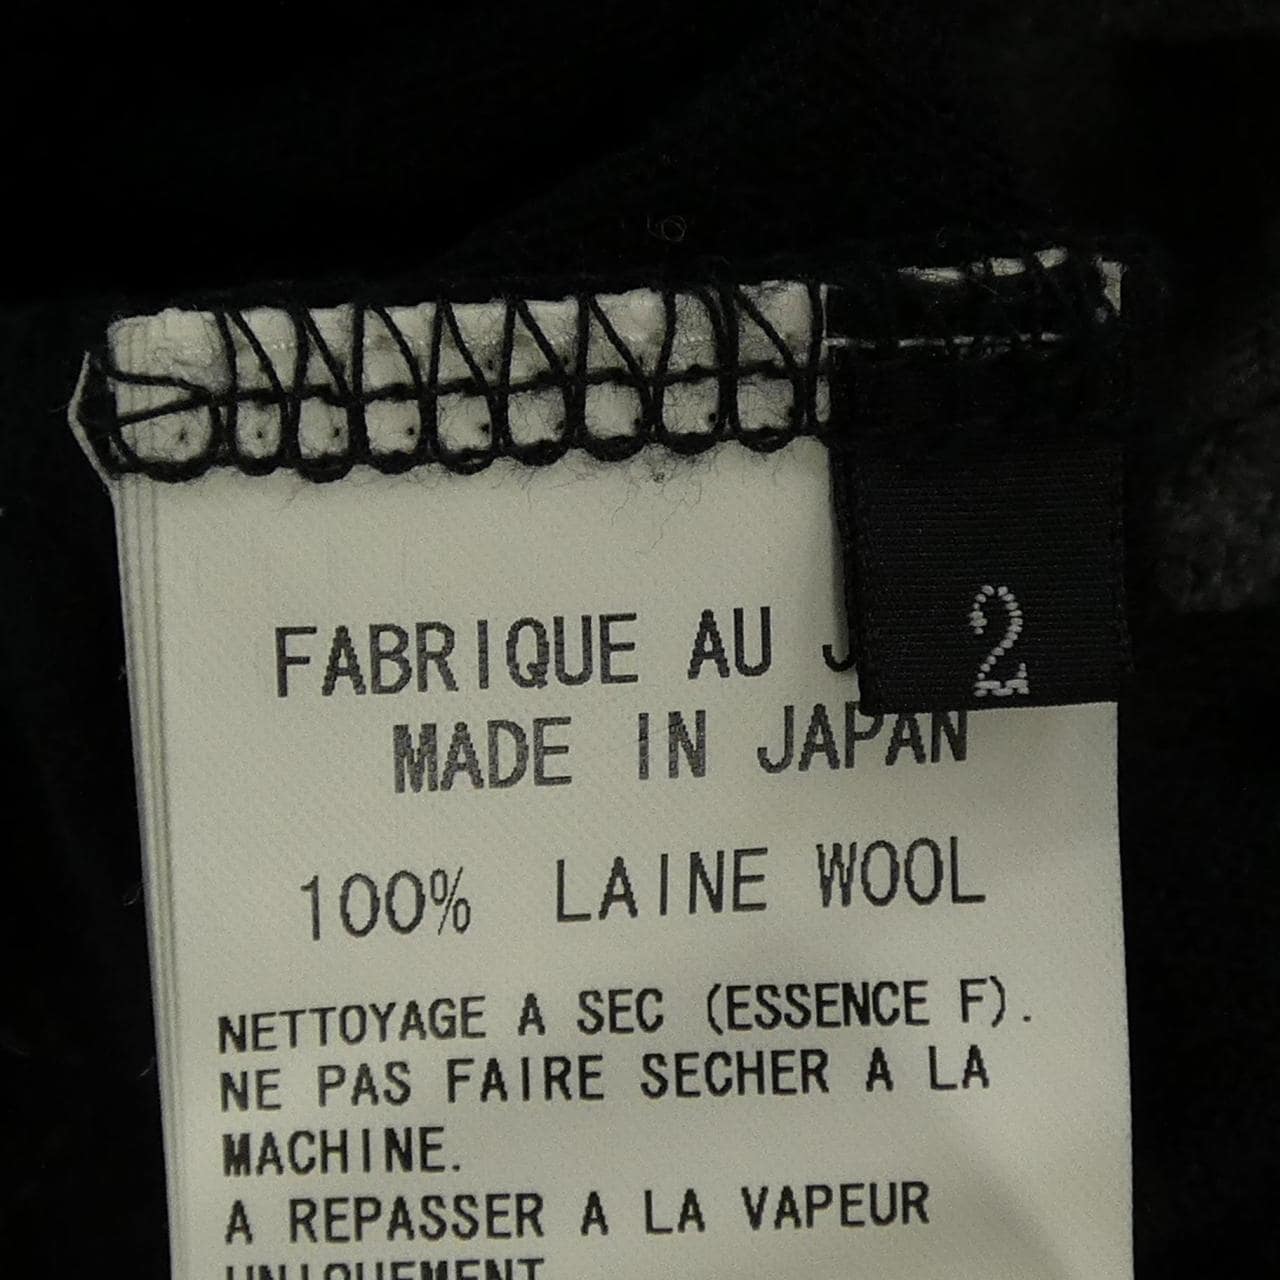 2
FABRIQUE AU
MADE IN JAPAN
100% LAINE WOOL
NETTOYAGE A SEC (ESSENCE F).
NE PAS FAIRE SECHER A LA
MACHINE.
A REPASSER A LA VAPEUR
UNIQUEMENT